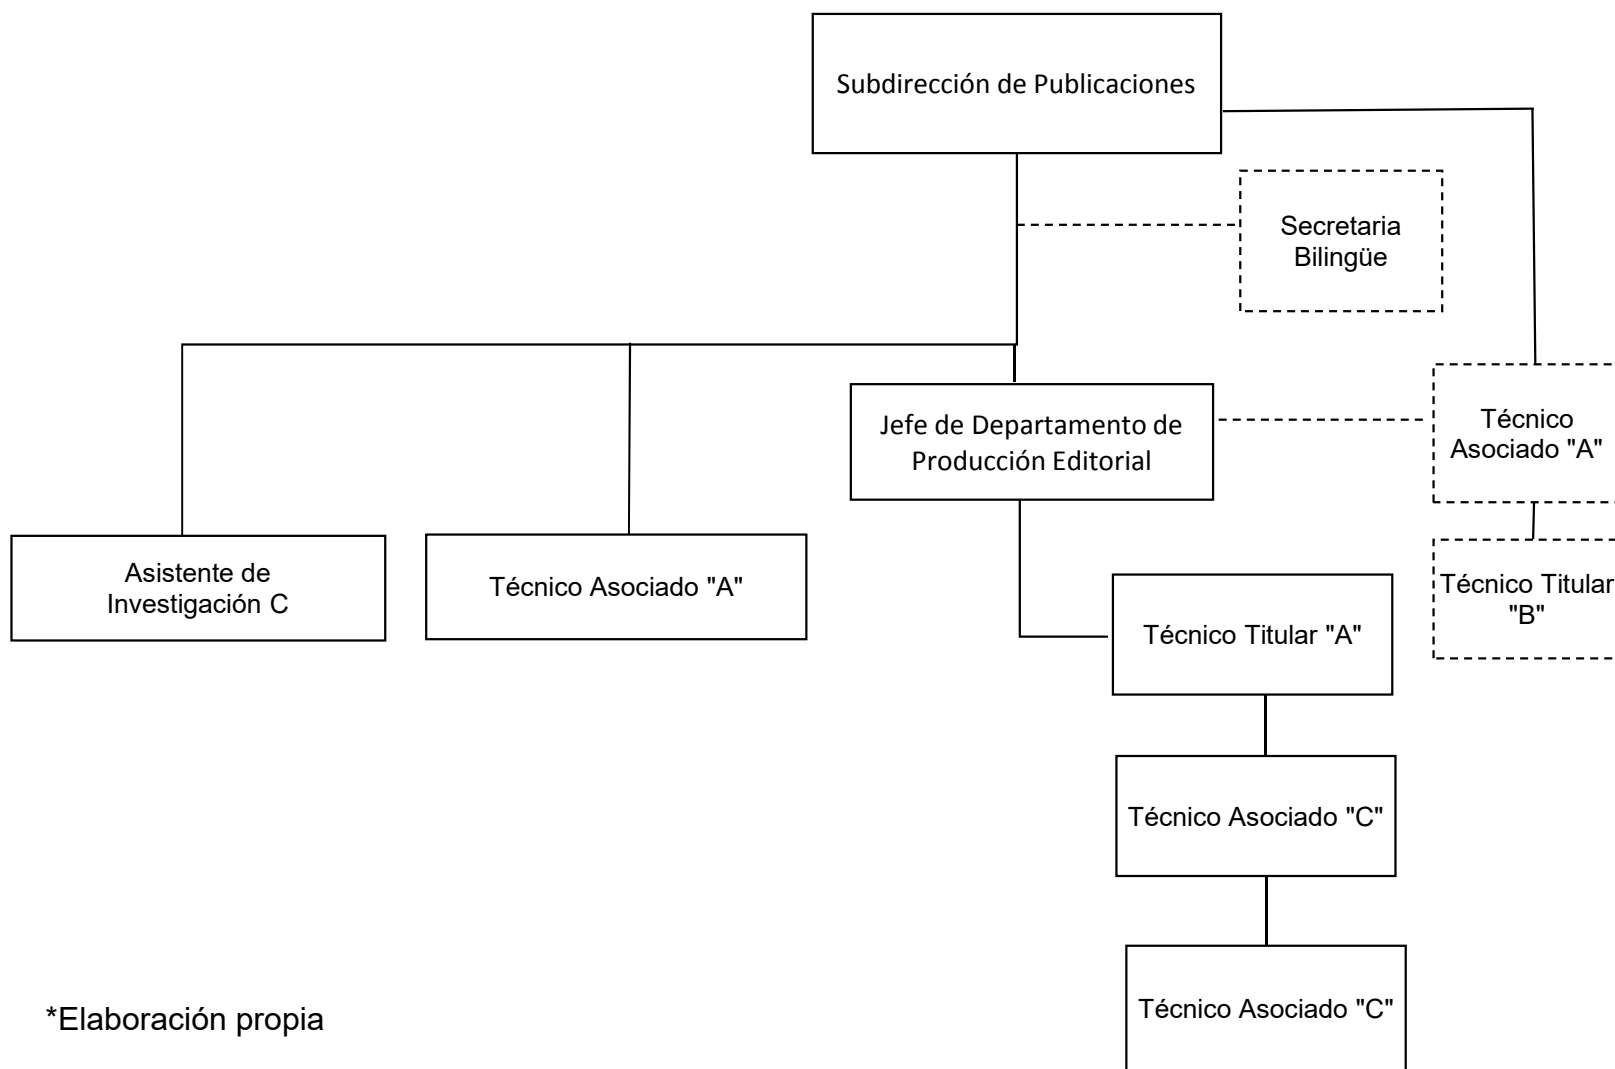 Subdirección de Publicaciones
Secretaria
Bilingüe
Jefe de Departamento de
Producción Editorial
Técnico
Asociado "A"
Asistente de
Investigación C
Técnico Asociado "A"
Técnico Titular
"B"
Técnico Titular "A"
Técnico Asociado "C"
Técnico Asociado "C"
*Elaboración propia